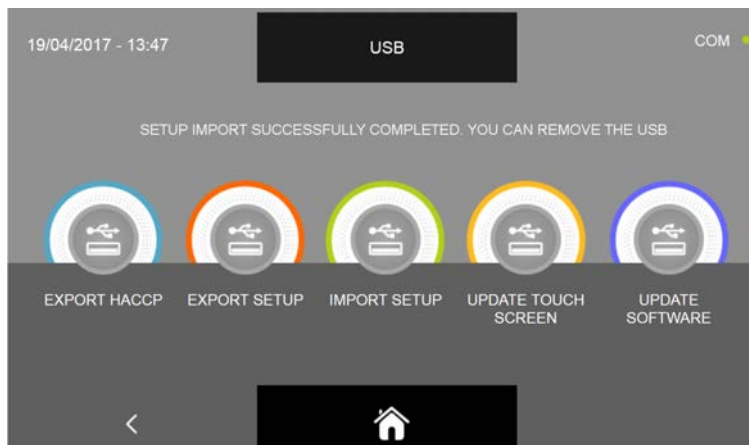 19/04/2017 - 13:47
USB
COM
SETUP IMPORT SUCCESSFULLY COMPLETED. YOU CAN REMOVE THE USB
EXPORT HACCP
EXPORT SETUP
IMPORT SETUP
UPDATE TOUCH
SCREEN
UPDATE
SOFTWARE